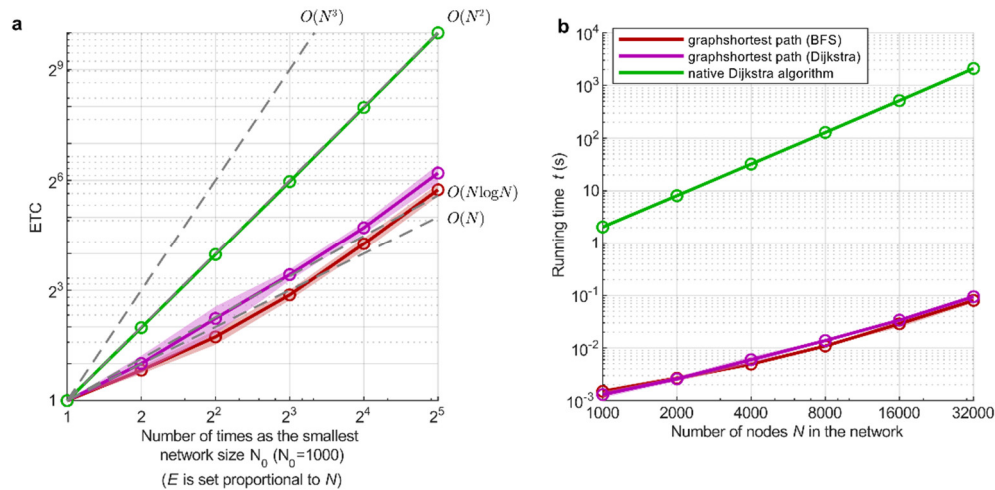 a
O(N³)
O(N²)
O(NlogN)
O(N)
ETC
2⁹
2⁶
2³
1
1 2 2² 2³ 2⁴ 2⁵
Number of times as the smallest
network size N₀ (N₀=1000)
(E is set proportional to N)
b
graphshortest path (BFS)
graphshortest path (Dijkstra)
native Dijkstra algorithm
Running time t (s)
10⁴
10³
10²
10
1
10⁻¹
10⁻²
10⁻³
1000 2000 4000 8000 16000 32000
Number of nodes N in the network